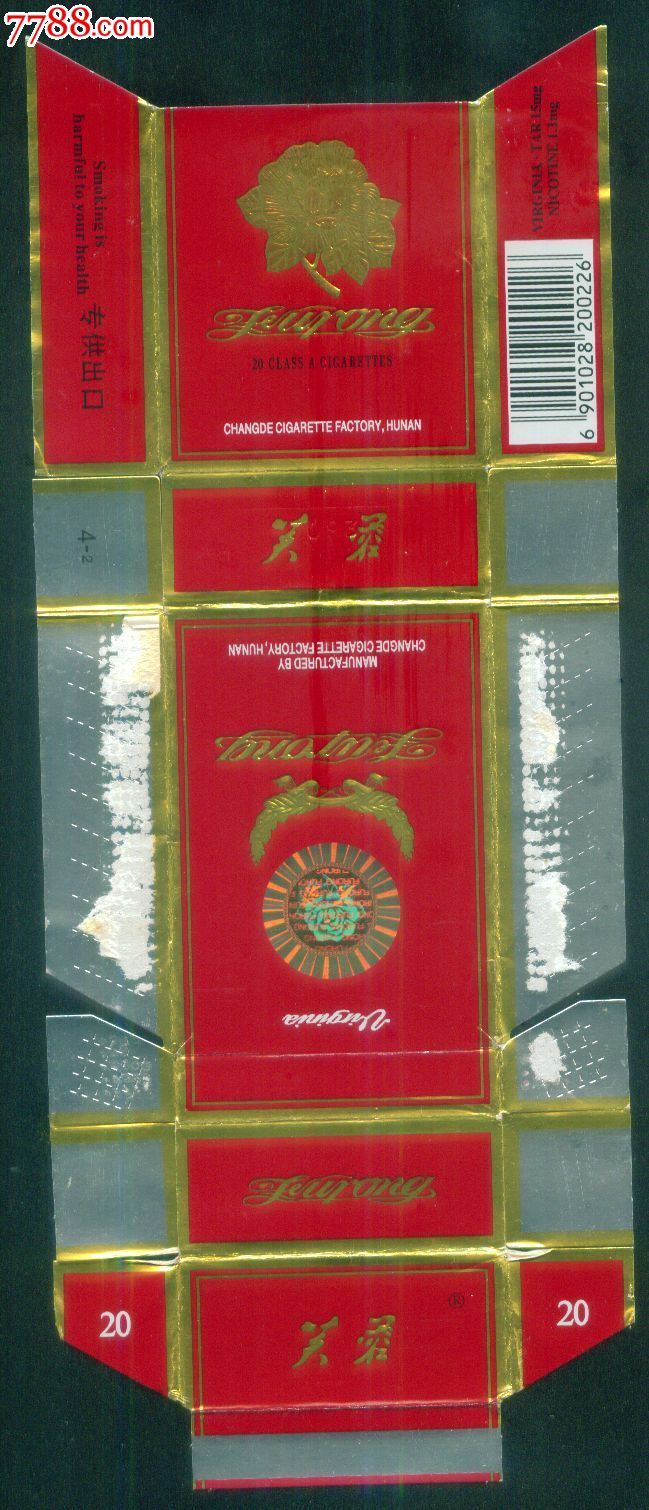 7788.com
Smoking is
harmful to your health 专供出口
Furong
20 CLASS A CIGARETTES
CHANGDE CIGARETTE FACTORY, HUNAN
VIRGINIA TAR 15mg
NICOTINE 1.3mg
6 901028 200226
芙蓉
4-2
MANUFACTURED BY
CHANGDE CIGARETTE FACTORY, HUNAN
Furong
Virginia
Furong
20
芙蓉
®
20